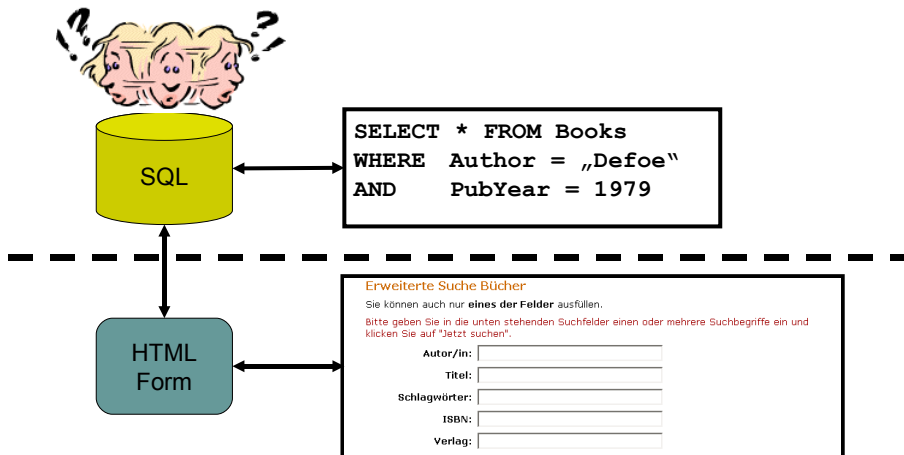 !?
!?
SQL
SELECT * FROM Books
WHERE Author = „Defoe“
AND PubYear = 1979
HTML
Form
Erweiterte Suche Bücher
Sie können auch nur eines der Felder ausfüllen.
Bitte geben Sie in die unten stehenden Suchfelder einen oder mehrere Suchbegriffe ein und
klicken Sie auf "Jetzt suchen".
Autor/in:
Titel:
Schlagwörter:
ISBN:
Verlag: